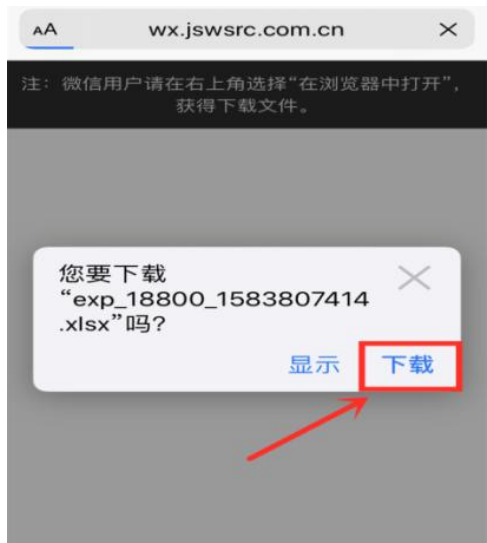 AA wx.jswsrc.com.cn ×
注：微信用户请在右上角选择“在浏览器中打开”，
获得下载文件。
您要下载
“exp_18800_1583807414
.xlsx”吗?
显示 下载